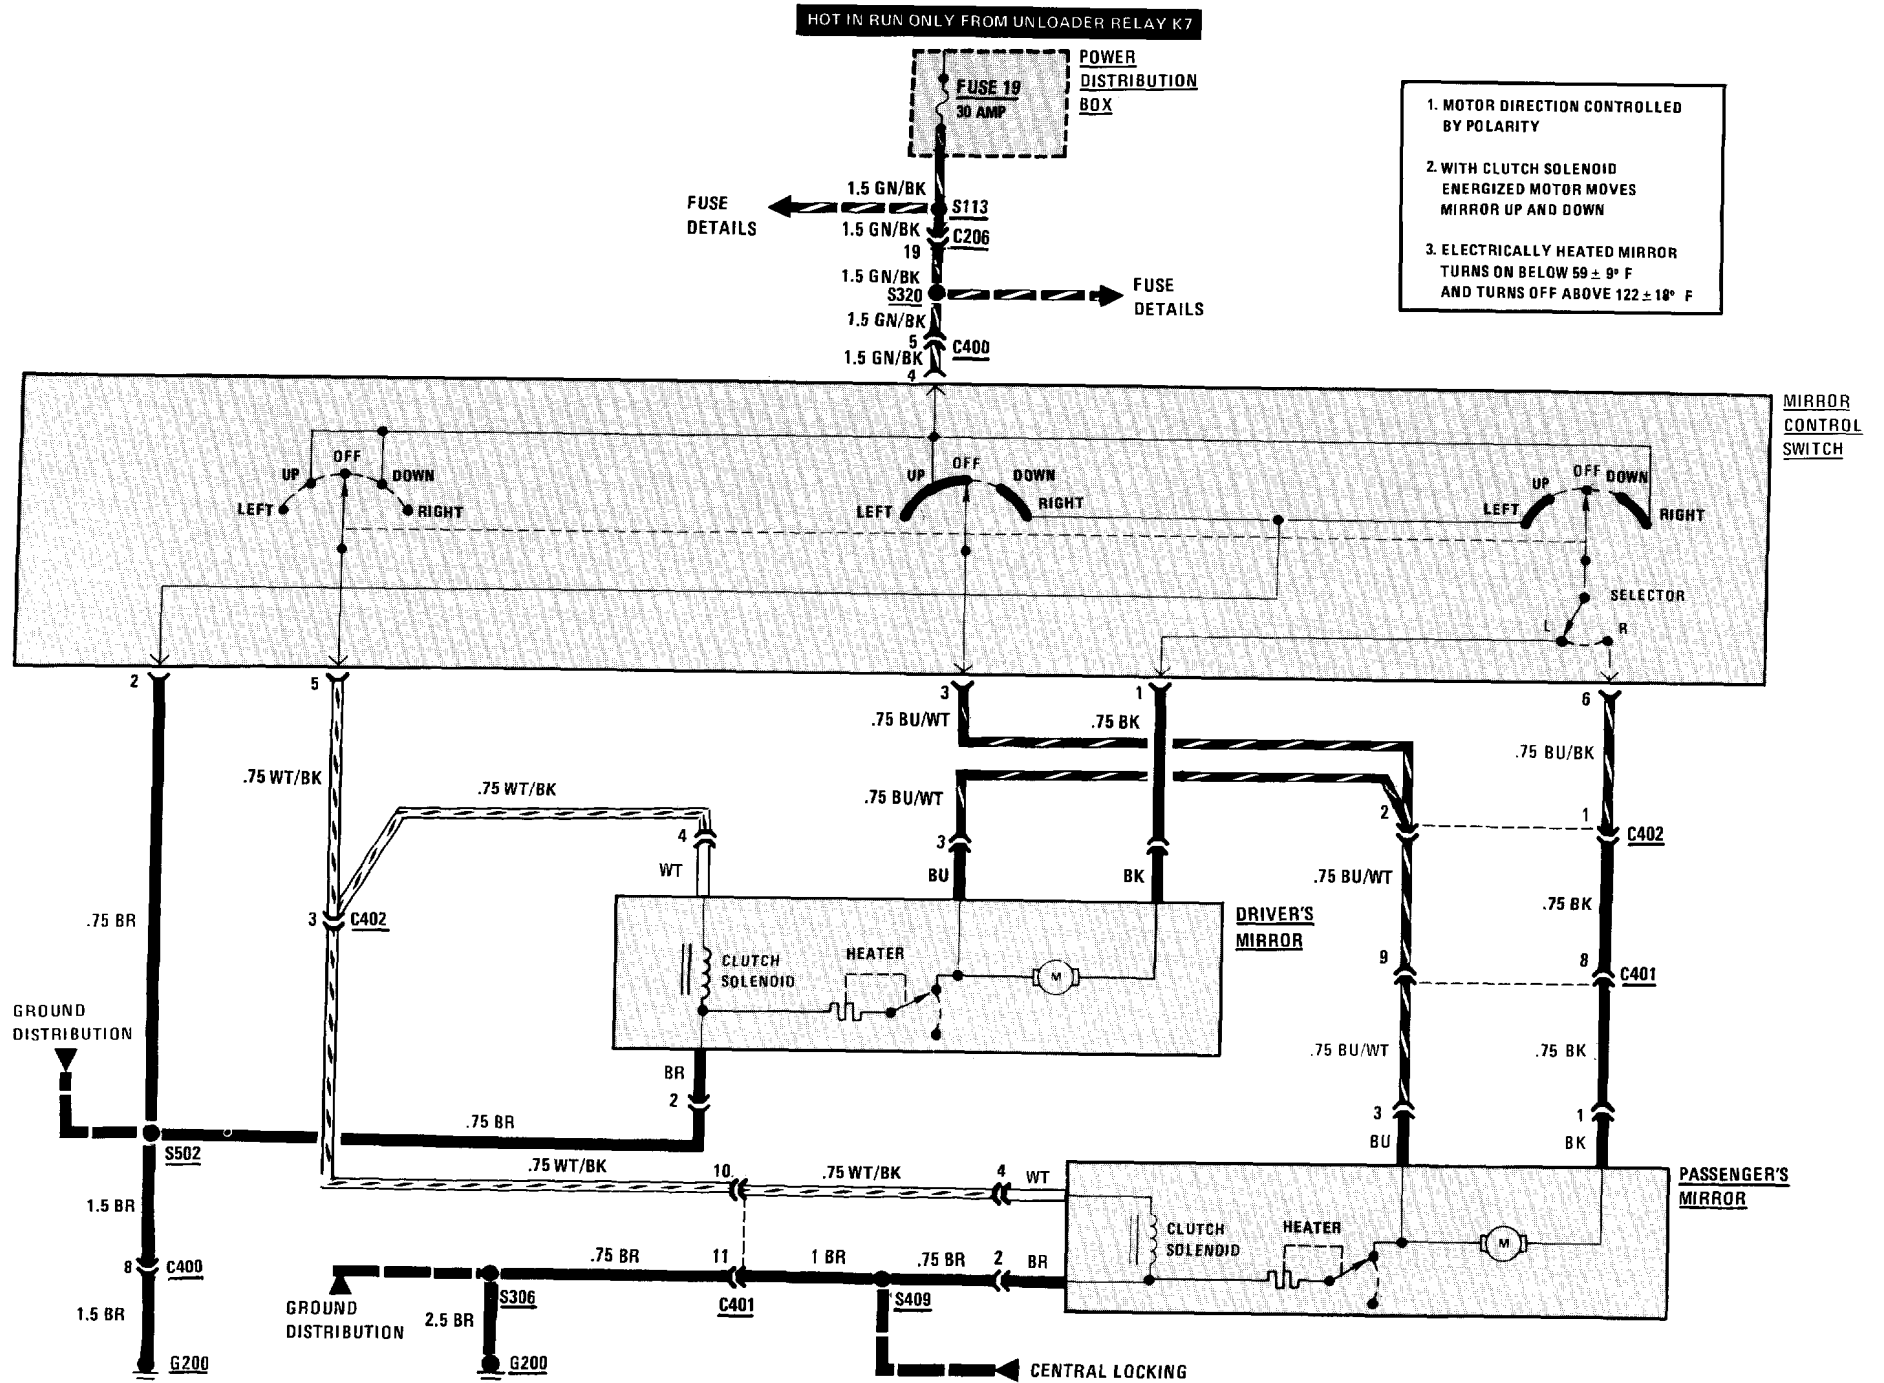 HOT IN RUN ONLY FROM UNLOADER RELAY K7
POWER
DISTRIBUTION
BOX
FUSE 19
30 AMP
1. MOTOR DIRECTION CONTROLLED
BY POLARITY
2. WITH CLUTCH SOLENOID
ENERGIZED MOTOR MOVES
MIRROR UP AND DOWN
3. ELECTRICALLY HEATED MIRROR
TURNS ON BELOW 59 ± 9° F
AND TURNS OFF ABOVE 122 ± 18° F
1.5 GN/BK
FUSE
DETAILS
S113
1.5 GN/BK
C206
19
1.5 GN/BK
S320
FUSE
DETAILS
1.5 GN/BK
5
C400
1.5 GN/BK
4
MIRROR
CONTROL
SWITCH
OFF
UP
DOWN
LEFT
RIGHT
OFF
UP
DOWN
LEFT
RIGHT
OFF
UP
DOWN
LEFT
RIGHT
SELECTOR
L
R
2
5
3
1
6
.75 BU/WT
.75 BK
.75 BU/BK
.75 WT/BK
.75 WT/BK
.75 BU/WT
2
1
C402
4
3
WT
BU
BK
.75 BU/WT
.75 BK
.75 BR
3
C402
DRIVER'S
MIRROR
CLUTCH
SOLENOID
HEATER
M
9
8
C401
GROUND
DISTRIBUTION
.75 BU/WT
.75 BK
BR
2
3
1
.75 BR
BU
BK
S502
.75 WT/BK
10
.75 WT/BK
4
WT
PASSENGER'S
MIRROR
1.5 BR
CLUTCH
SOLENOID
HEATER
M
8
C400
.75 BR
11
1 BR
.75 BR
2
BR
1.5 BR
GROUND
DISTRIBUTION
S306
C401
S409
2.5 BR
G200
G200
CENTRAL LOCKING